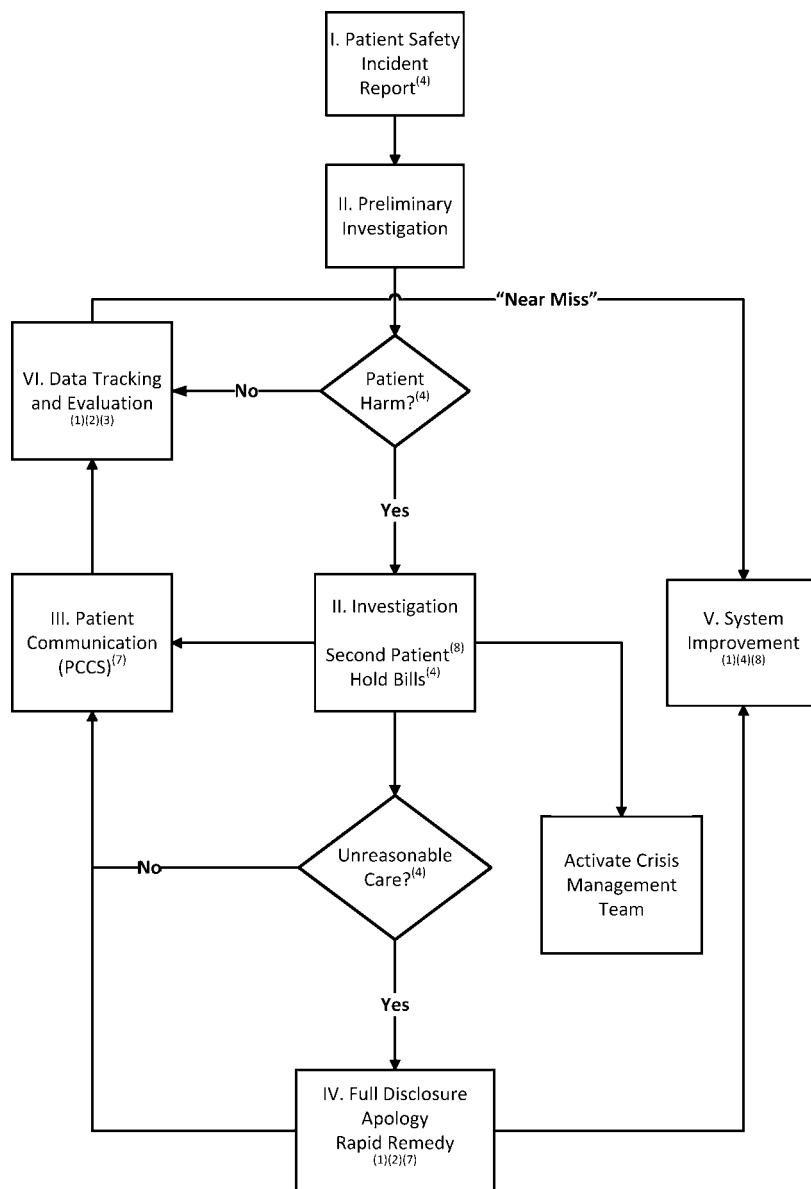 I. Patient Safety
Incident
Report(4)
II. Preliminary
Investigation
“Near Miss”
VI. Data Tracking
and Evaluation
(1)(2)(3)
No
Patient
Harm?(4)
Yes
III. Patient
Communication
(PCCS)(7)
II. Investigation
Second Patient(8)
Hold Bills(4)
V. System
Improvement
(1)(4)(8)
No
Unreasonable
Care?(4)
Activate Crisis
Management
Team
Yes
IV. Full Disclosure
Apology
Rapid Remedy
(1)(2)(7)